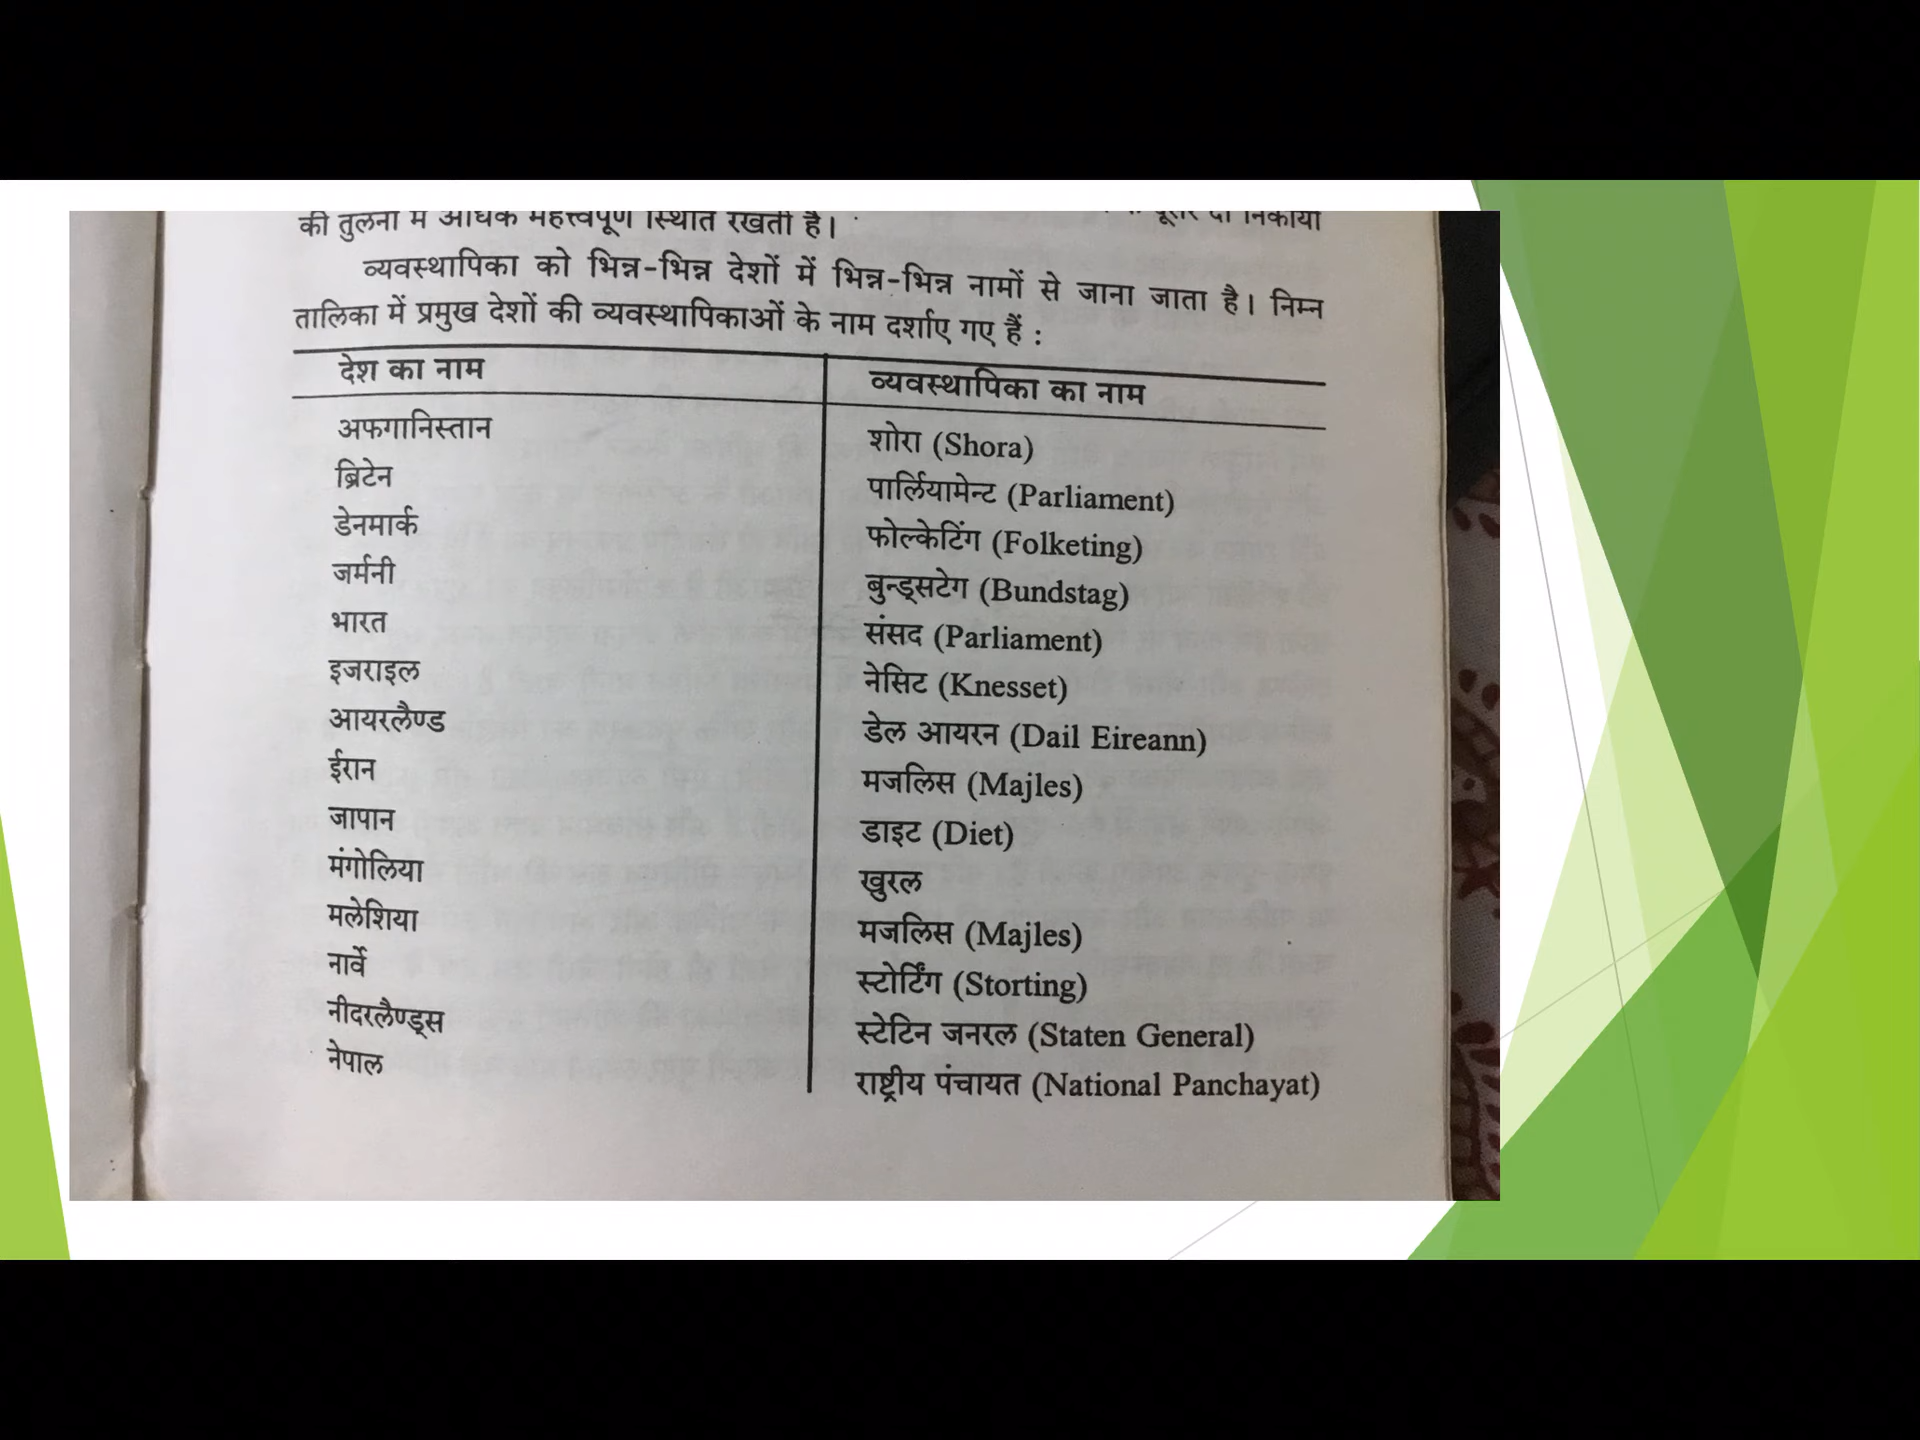 की तुलना में अधिक महत्त्वपूर्ण स्थिति रखती है।
व्यवस्थापिका को भिन्न-भिन्न देशों में भिन्न-भिन्न नामों से जाना जाता है। निम्न
तालिका में प्रमुख देशों की व्यवस्थापिकाओं के नाम दर्शाए गए हैं :
देश का नाम व्यवस्थापिका का नाम
अफगानिस्तान शोरा (Shora)
ब्रिटेन पार्लियामेन्ट (Parliament)
डेनमार्क फोल्केटिंग (Folketing)
जर्मनी बुन्ड्सटेग (Bundstag)
भारत संसद (Parliament)
इजराइल नेसिट (Knesset)
आयरलैण्ड डेल आयरन (Dail Eireann)
ईरान मजलिस (Majles)
जापान डाइट (Diet)
मंगोलिया खुरल
मलेशिया मजलिस (Majles)
नार्वे स्टोर्टिंग (Storting)
नीदरलैण्ड्स स्टेटिन जनरल (Staten General)
नेपाल राष्ट्रीय पंचायत (National Panchayat)